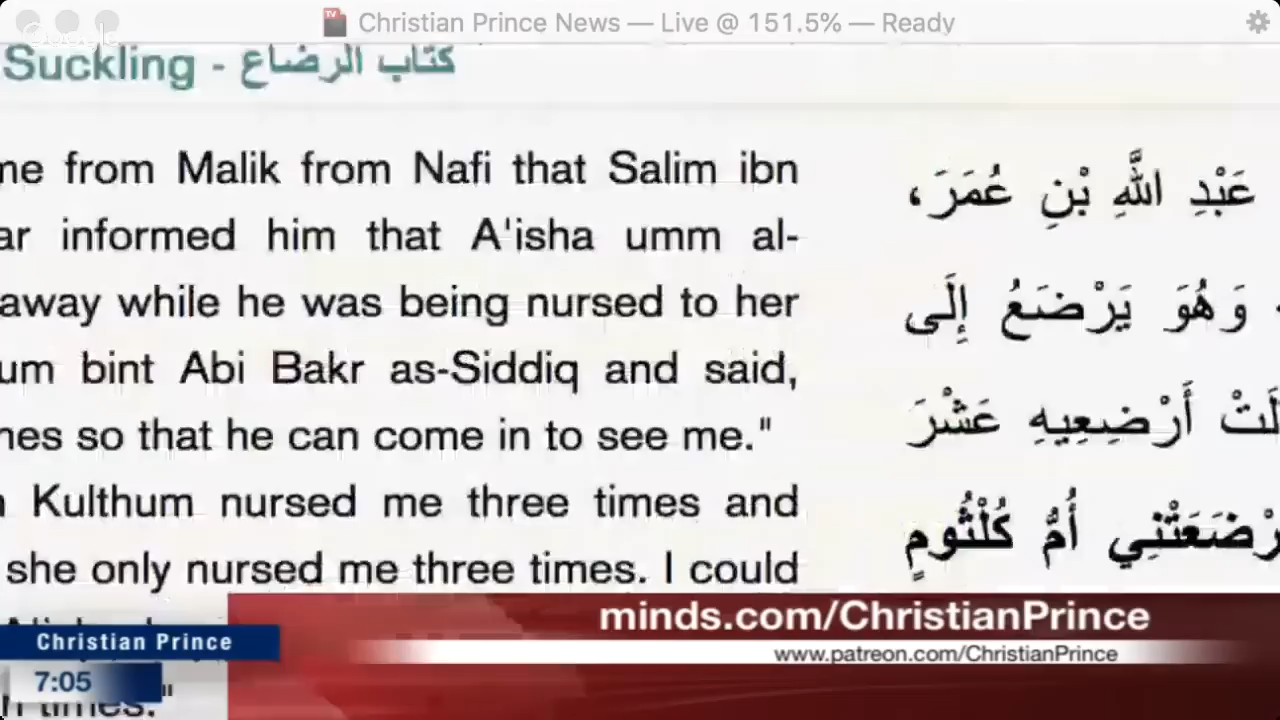 Christian Prince News — Live @ 151.5% — Ready
Google
Suckling - كتاب الرضاع
me from Malik from Nafi that Salim ibn
ar informed him that A'isha umm al-
away while he was being nursed to her
um bint Abi Bakr as-Siddiq and said,
nes so that he can come in to see me."
Kulthum nursed me three times and
she only nursed me three times. I could
times."
عَبْدِ اللَّهِ بْنِ عُمَرَ،
وَهُوَ يَرْضَعُ إِلَى
لَتْ أَرْضِعِيهِ عَشْرَ
رْضَعَتْنِي أُمُّ كُلْثُومٍ
minds.com/ChristianPrince
www.patreon.com/ChristianPrince
Christian Prince
7:05